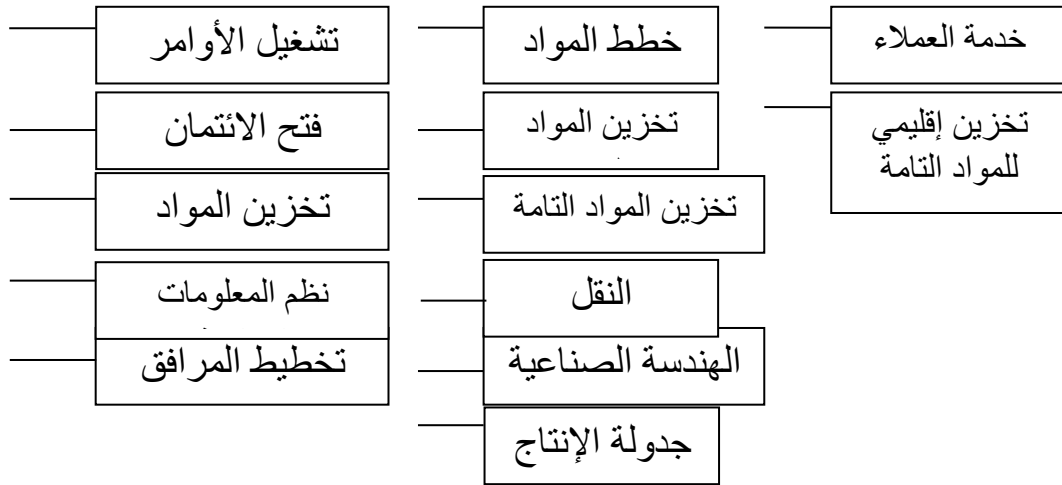 خدمة العملاء
تخزين إقليمي
للمواد التامة
خطط المواد
تخزين المواد
تخزين المواد التامة
النقل
الهندسة الصناعية
جدولة الإنتاج
تشغيل الأوامر
فتح الائتمان
تخزين المواد
نظم المعلومات
تخطيط المرافق